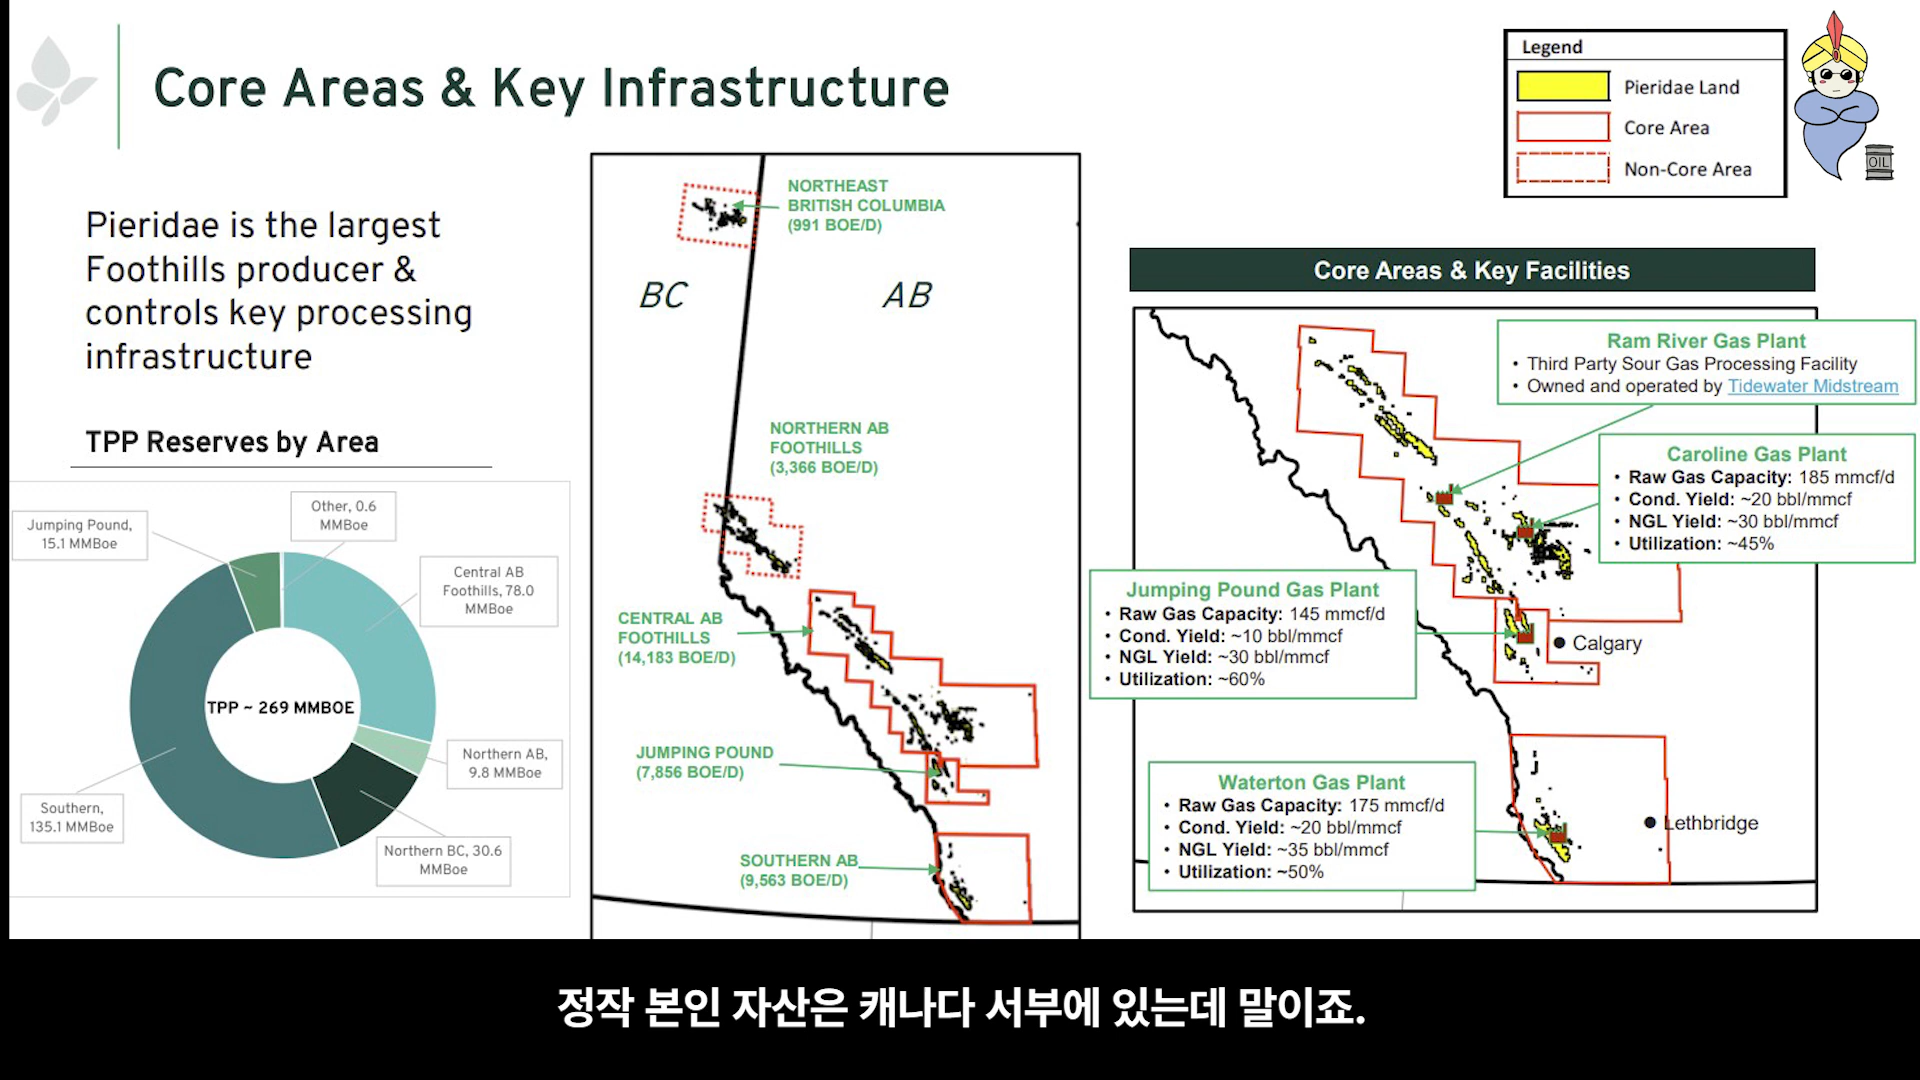 Core Areas & Key Infrastructure
Legend
Pieridae Land
Core Area
Non-Core Area
OIL
Pieridae is the largest
Foothills producer &
controls key processing
infrastructure
TPP Reserves by Area
Other, 0.6
MMBoe
Jumping Pound,
15.1 MMBoe
Central AB
Foothills, 78.0
MMBoe
TPP ~ 269 MMBOE
Northern AB,
9.8 MMBoe
Southern,
135.1 MMBoe
Northern BC, 30.6
MMBoe
NORTHEAST
BRITISH COLUMBIA
(991 BOE/D)
BC
AB
NORTHERN AB
FOOTHILLS
(3,366 BOE/D)
CENTRAL AB
FOOTHILLS
(14,183 BOE/D)
JUMPING POUND
(7,856 BOE/D)
SOUTHERN AB
(9,563 BOE/D)
Core Areas & Key Facilities
Ram River Gas Plant
• Third Party Sour Gas Processing Facility
• Owned and operated by Tidewater Midstream
Caroline Gas Plant
• Raw Gas Capacity: 185 mmcf/d
• Cond. Yield: ~20 bbl/mmcf
• NGL Yield: ~30 bbl/mmcf
• Utilization: ~45%
Jumping Pound Gas Plant
• Raw Gas Capacity: 145 mmcf/d
• Cond. Yield: ~10 bbl/mmcf
• NGL Yield: ~30 bbl/mmcf
• Utilization: ~60%
Calgary
Waterton Gas Plant
• Raw Gas Capacity: 175 mmcf/d
• Cond. Yield: ~20 bbl/mmcf
• NGL Yield: ~35 bbl/mmcf
• Utilization: ~50%
Lethbridge
정작 본인 자산은 캐나다 서부에 있는데 말이죠.